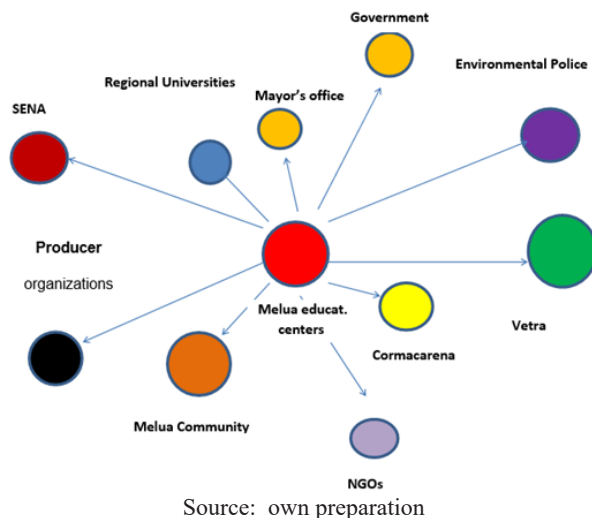 Government
Environmental Police
Regional Universities
Mayor's office
SENA
Producer
organizations
Melua educat.
centers
Vetra
Cormacarena
Melua Community
NGOs
Source: own preparation